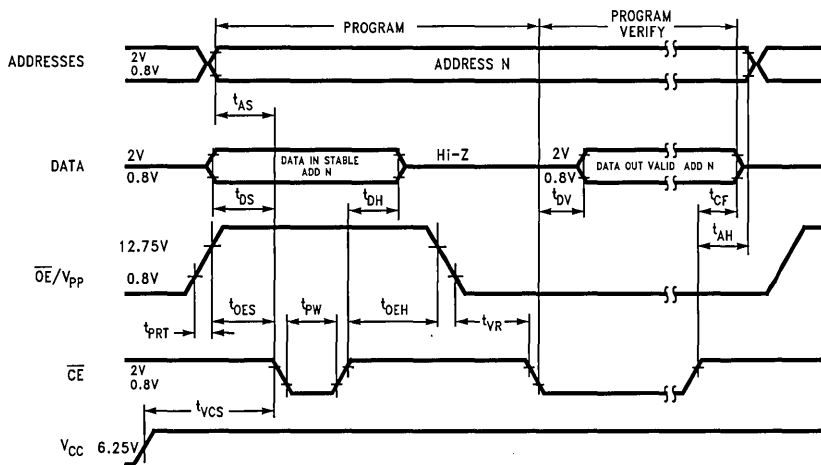 PROGRAM
PROGRAM
VERIFY
ADDRESSES
2V
0.8V
ADDRESS N
tAS
DATA
2V
0.8V
DATA IN STABLE
ADD N
Hi-Z
2V
0.8V
DATA OUT VALID ADD N
tDS
tDH
tDV
tCF
tAH
OE/VPP
12.75V
0.8V
tPRT
tOES
tPW
tOEH
tVR
CE
2V
0.8V
tVCS
VCC
6.25V